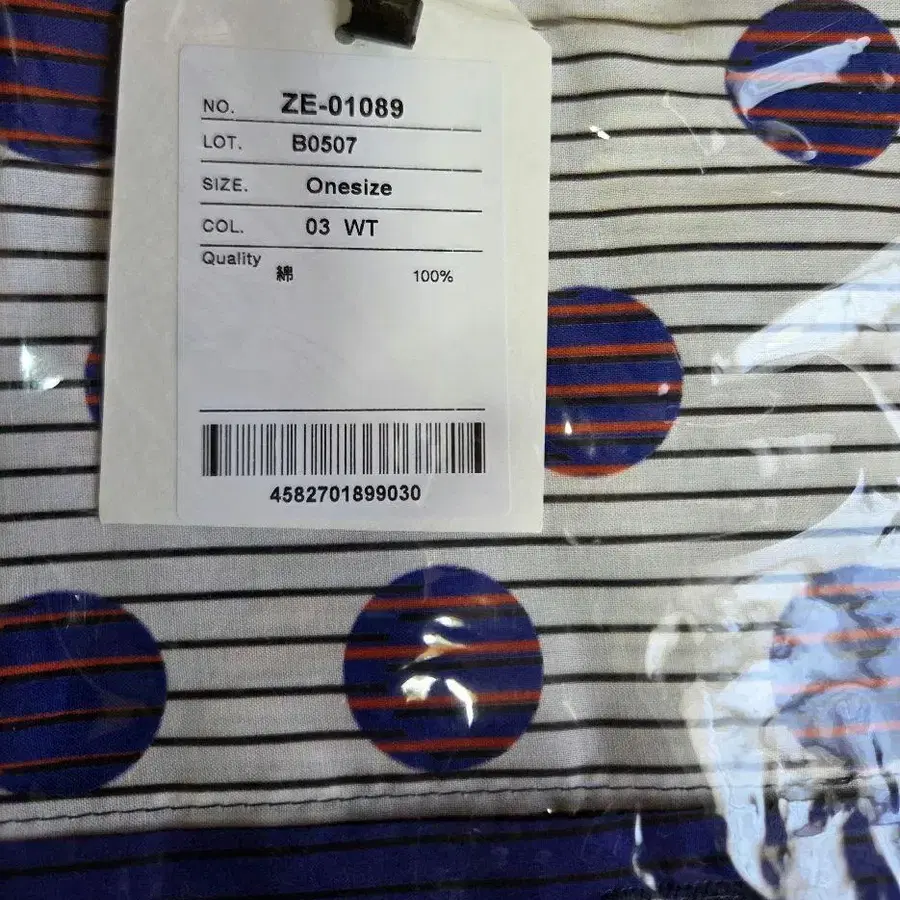 NO. ZE-01089
LOT. B0507
SIZE. Onesize
COL. 03 WT
Quality
綿 100%
4582701899030